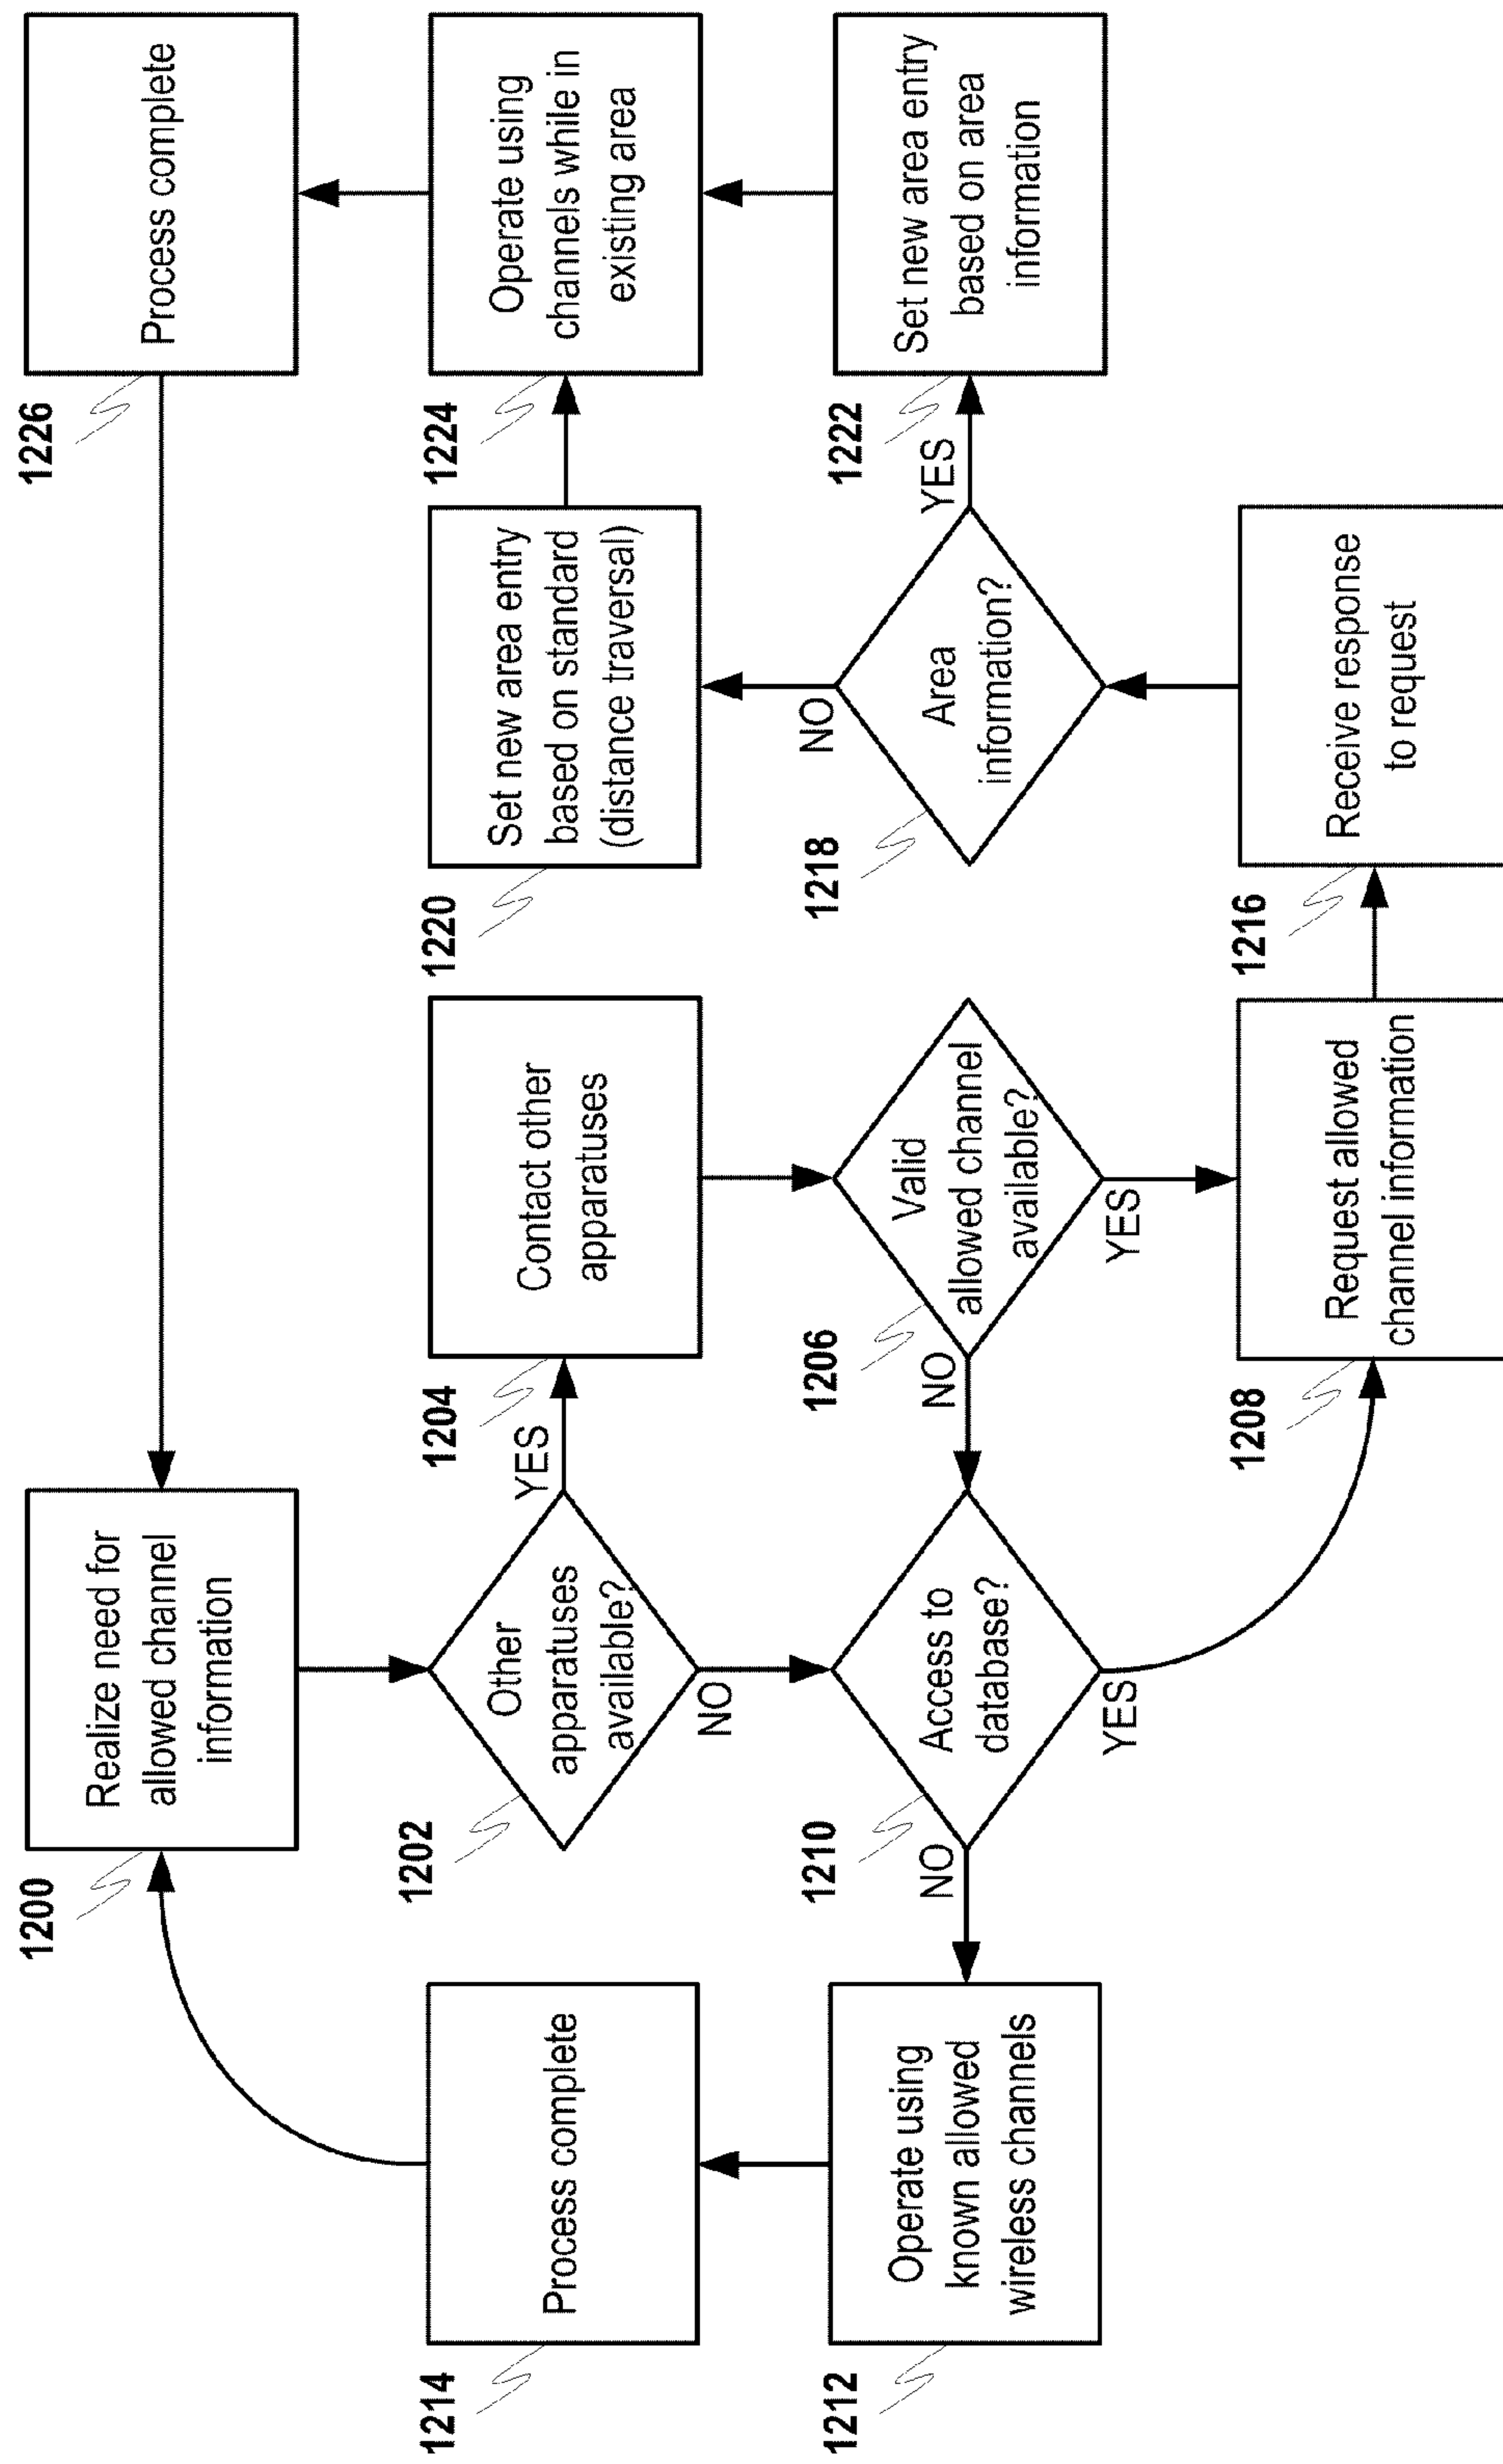 1200
Realize need for
allowed channel
information
1202
Other
apparatuses
available?
YES
NO
1204
Contact other
apparatuses
1206
Valid
allowed channel
available?
NO
YES
1208
Request allowed
channel information
1210
Access to
database?
NO
YES
1212
Operate using
known allowed
wireless channels
1214
Process complete
1216
Receive response
to request
1218
Area
information?
NO
YES
1220
Set new area entry
based on standard
(distance traversal)
1222
Set new area entry
based on area
information
1224
Operate using
channels while in
existing area
1226
Process complete